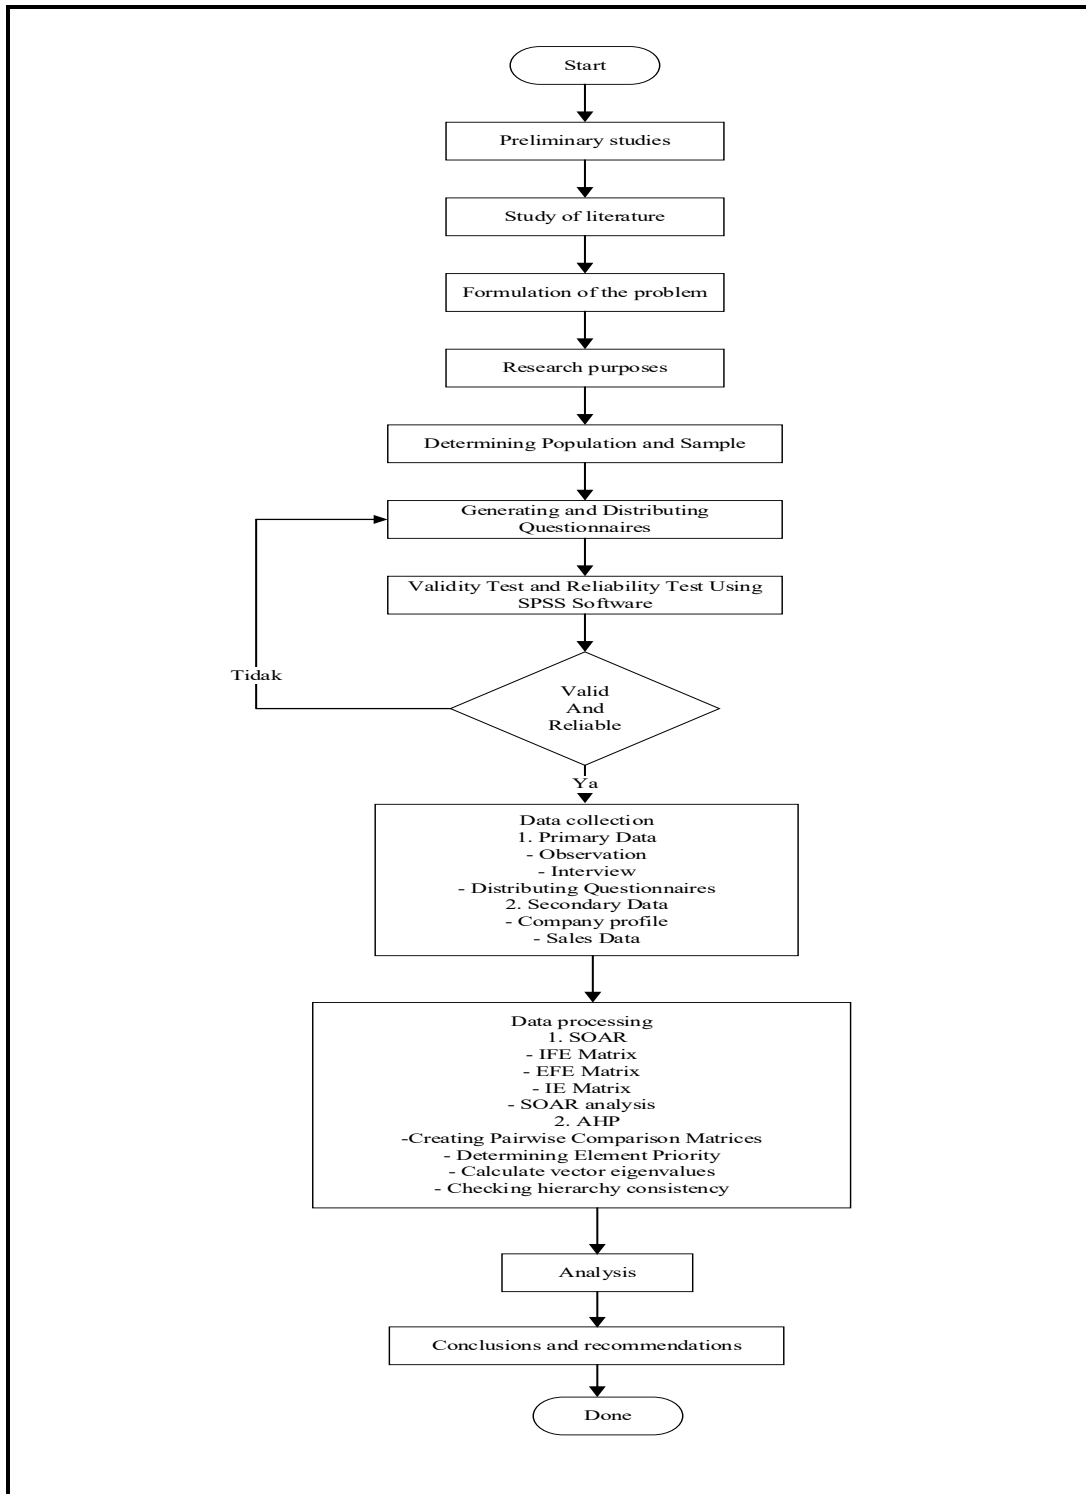 Start
Preliminary studies
Study of literature
Formulation of the problem
Research purposes
Determining Population and Sample
Generating and Distributing
Questionnaires
Validity Test and Reliability Test Using
SPSS Software
Tidak
Valid
And
Reliable
Ya
Data collection
1. Primary Data
- Observation
- Interview
- Distributing Questionnaires
2. Secondary Data
- Company profile
- Sales Data
Data processing
1. SOAR
- IFE Matrix
- EFE Matrix
- IE Matrix
- SOAR analysis
2. AHP
-Creating Pairwise Comparison Matrices
- Determining Element Priority
- Calculate vector eigenvalues
- Checking hierarchy consistency
Analysis
Conclusions and recommendations
Done